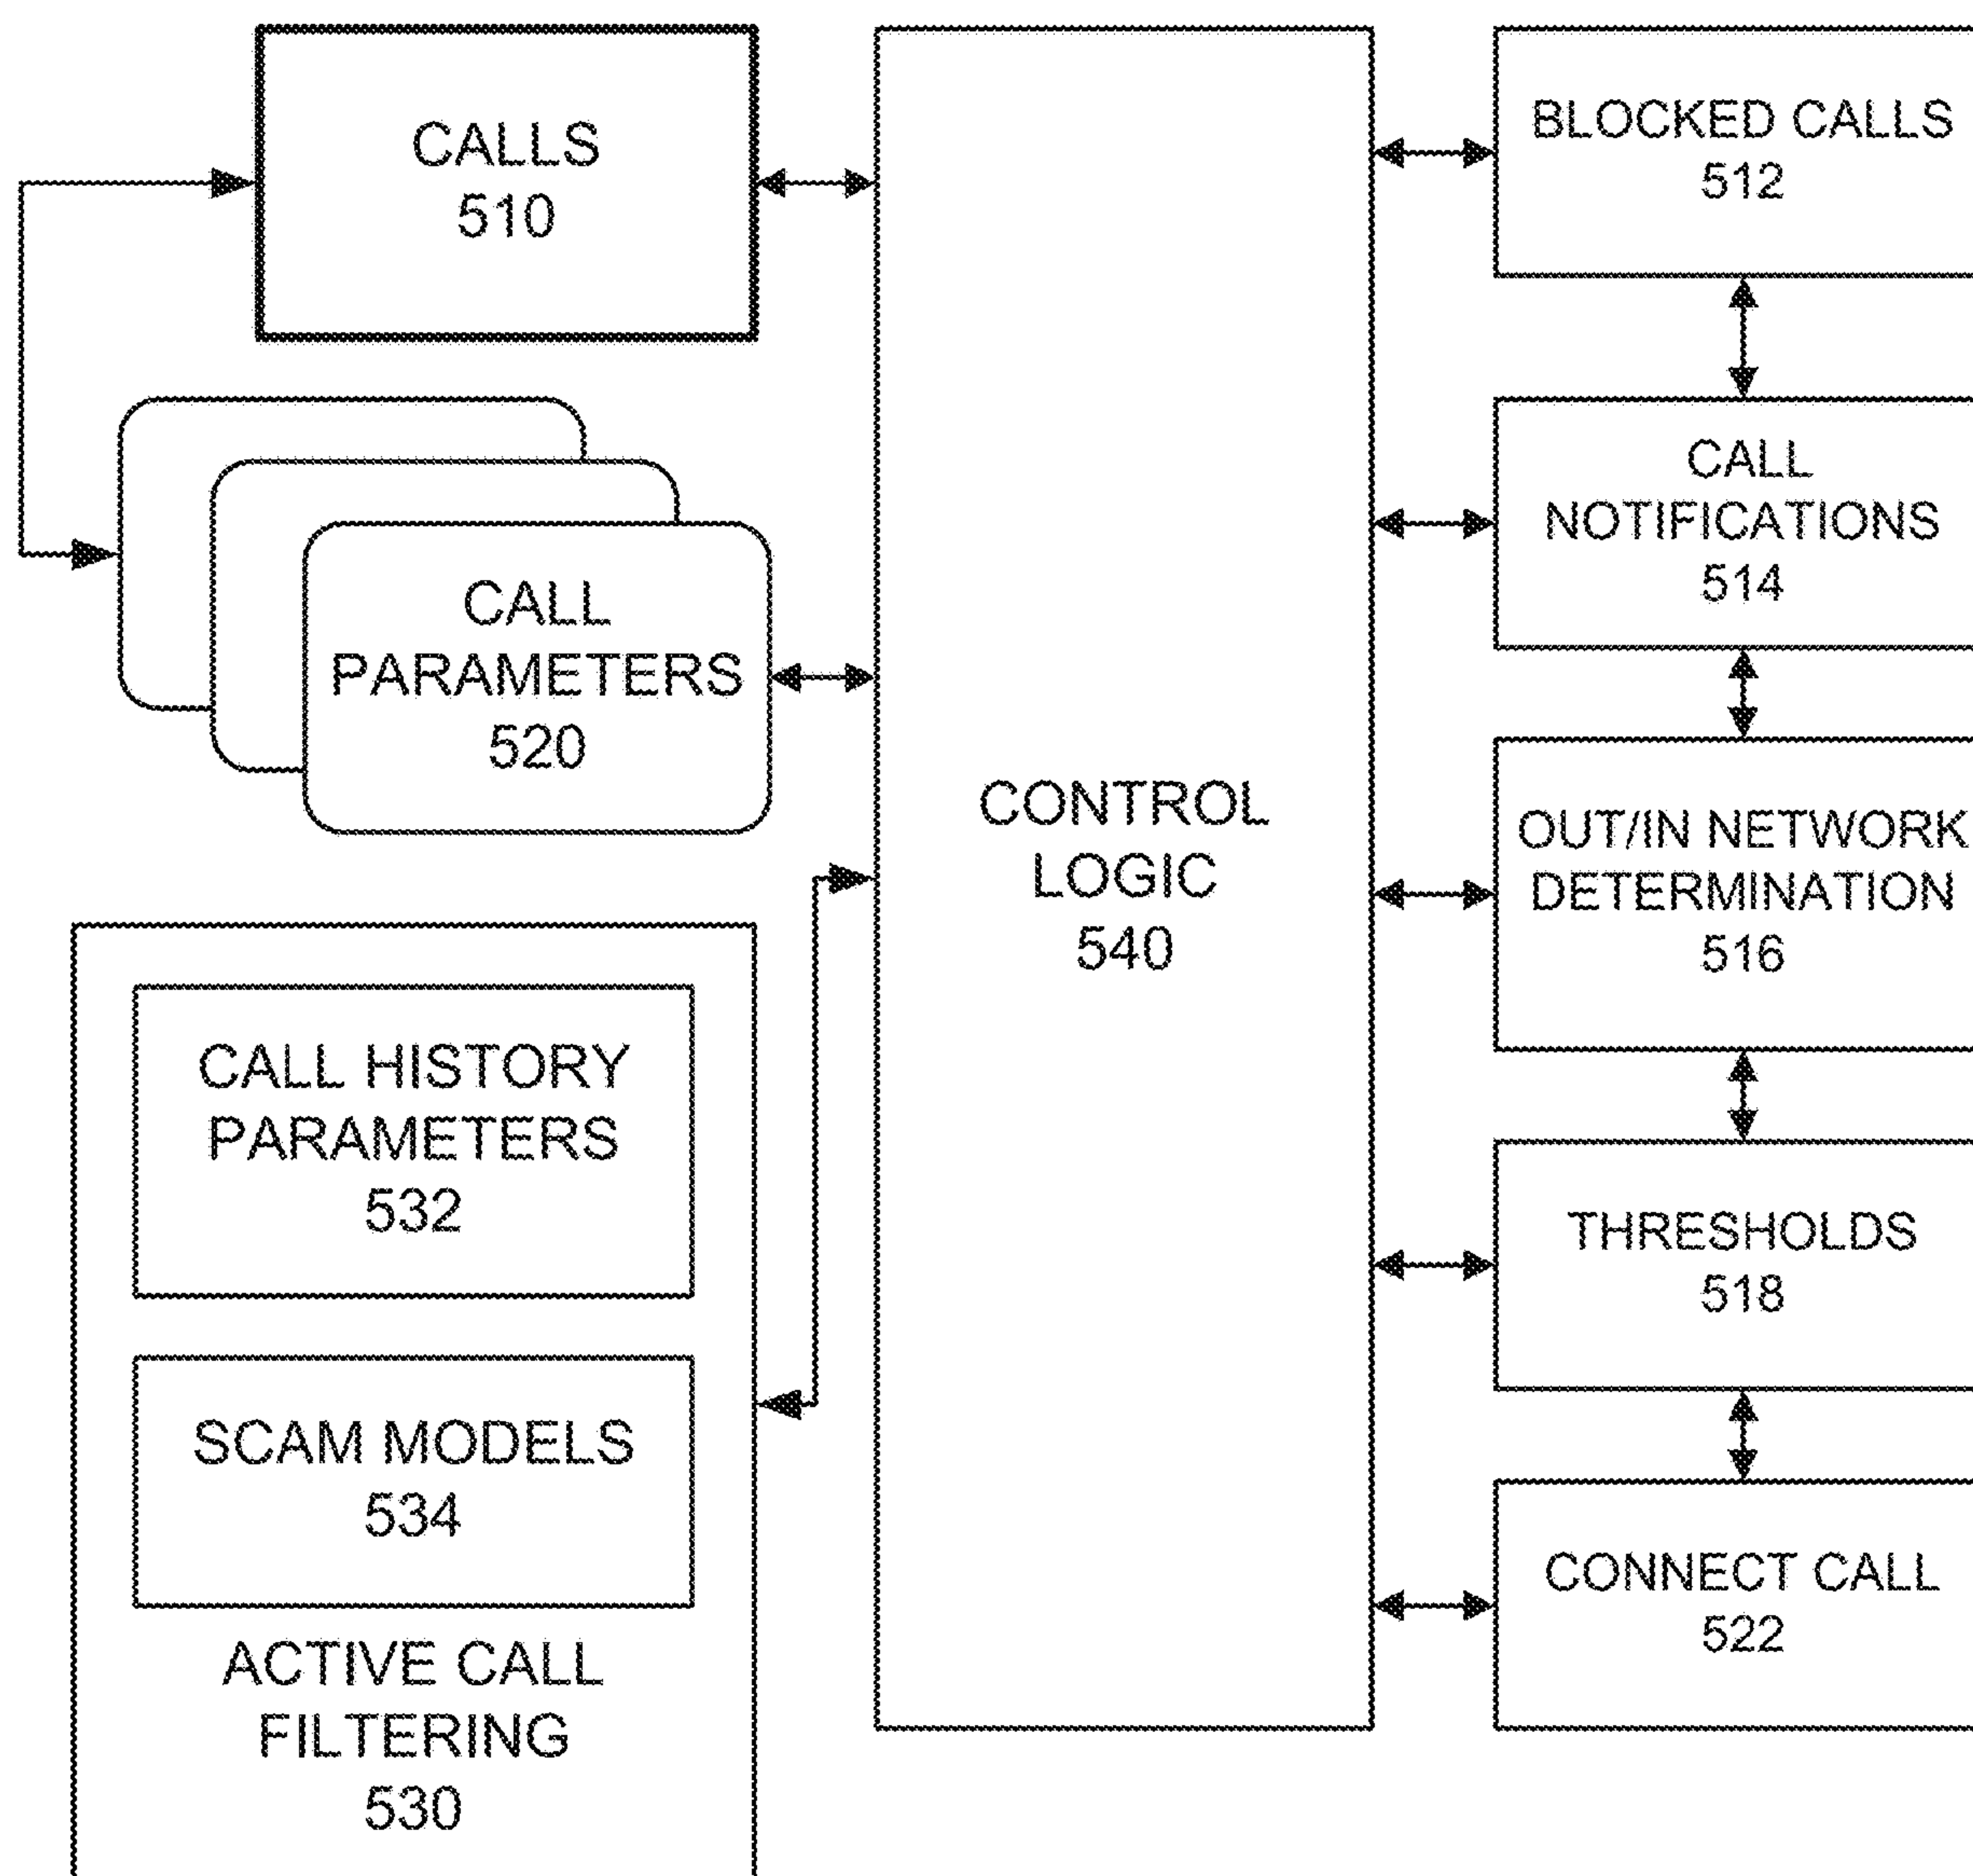 CALLS
510
CALL
PARAMETERS
520
CALL HISTORY
PARAMETERS
532
SCAM MODELS
534
ACTIVE CALL
FILTERING
530
CONTROL
LOGIC
540
BLOCKED CALLS
512
CALL
NOTIFICATIONS
514
OUT/IN NETWORK
DETERMINATION
516
THRESHOLDS
518
CONNECT CALL
522